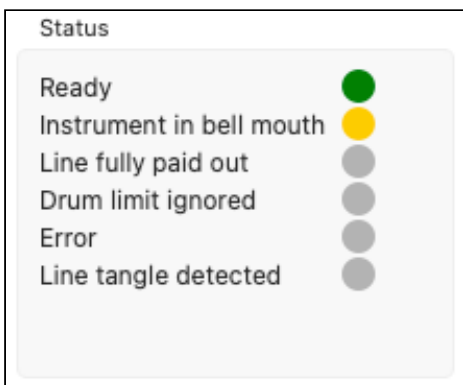 Status
Ready
Instrument in bell mouth
Line fully paid out
Drum limit ignored
Error
Line tangle detected